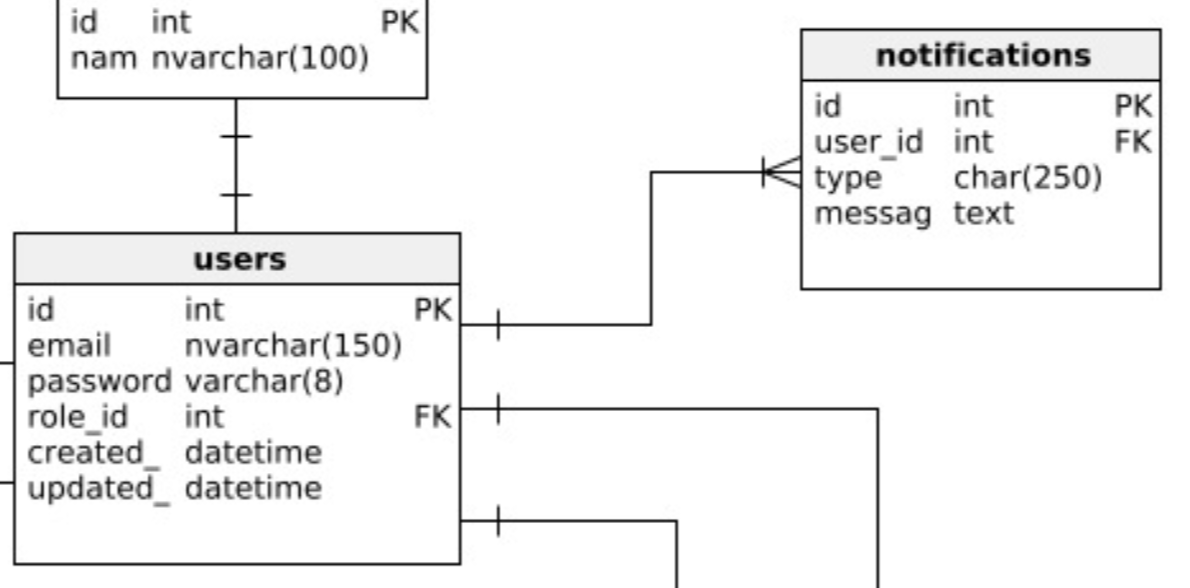 id int PK
nam nvarchar(100)
notifications
id int PK
user_id int FK
type char(250)
messag text
users
id int PK
email nvarchar(150)
password varchar(8)
role_id int FK
created_ datetime
updated_ datetime